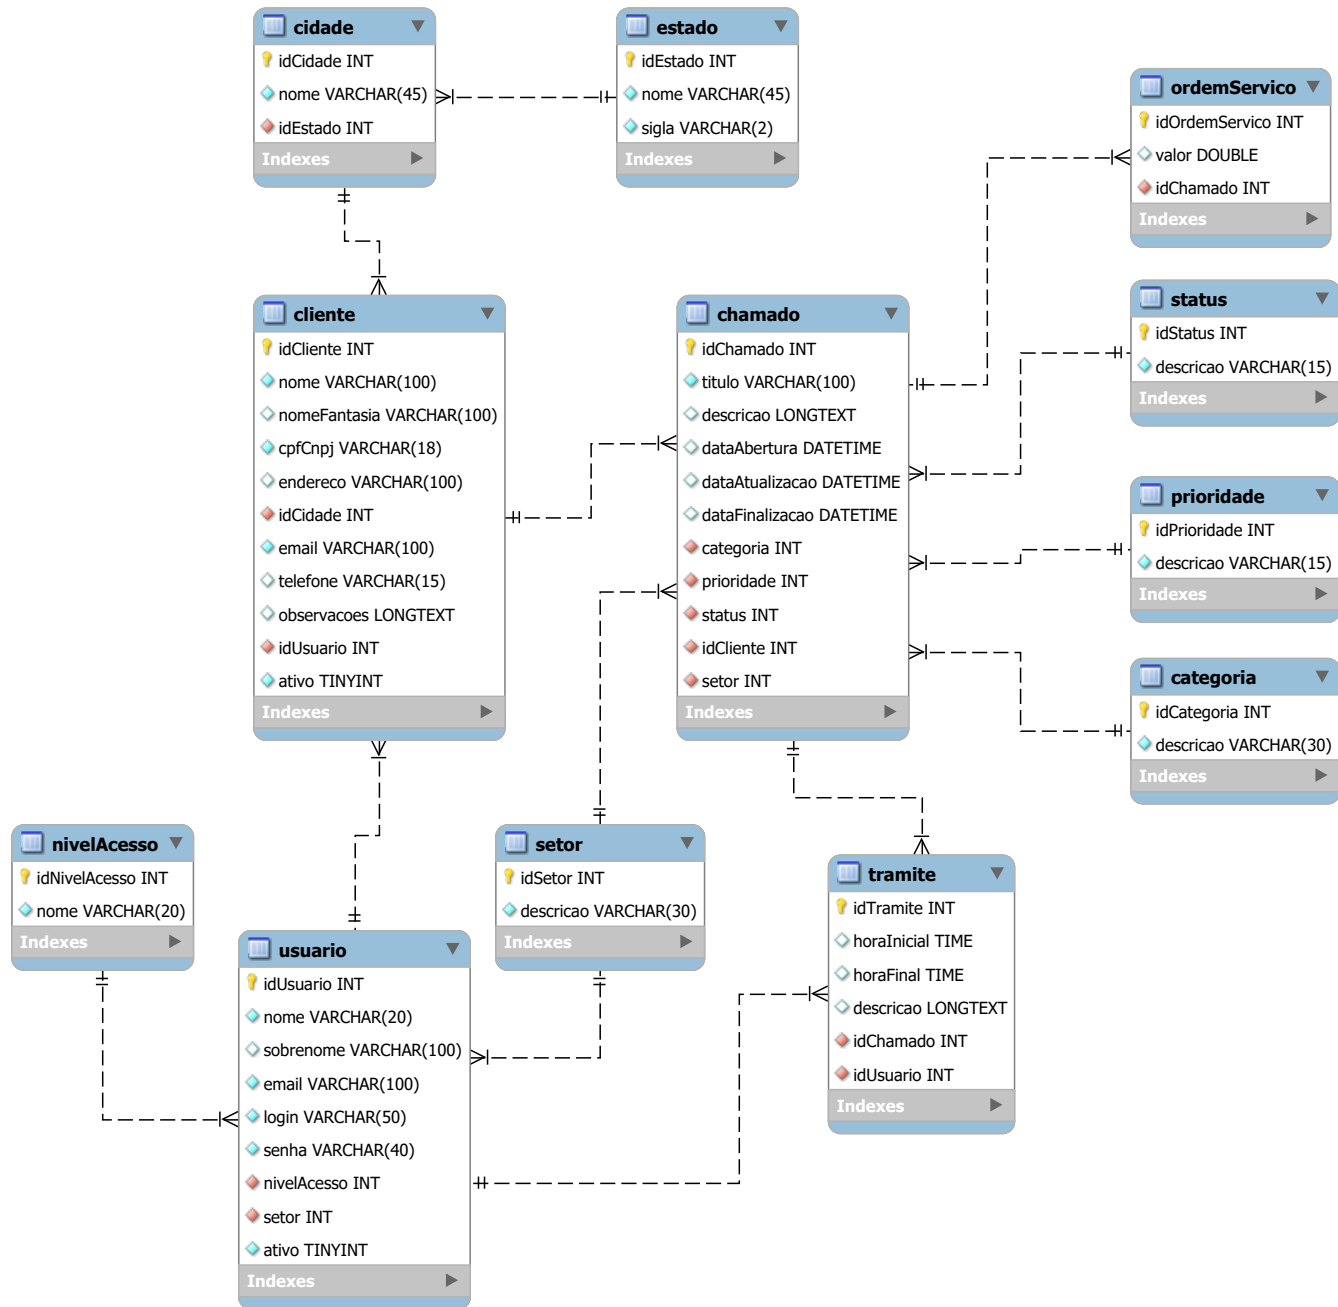 cidade
idCidade INT
nome VARCHAR(45)
idEstado INT
Indexes
estado
idEstado INT
nome VARCHAR(45)
sigla VARCHAR(2)
Indexes
ordemServico
idOrdemServico INT
valor DOUBLE
idChamado INT
Indexes
cliente
idCliente INT
nome VARCHAR(100)
nomeFantasia VARCHAR(100)
cpfCnpj VARCHAR(18)
endereco VARCHAR(100)
idCidade INT
email VARCHAR(100)
telefone VARCHAR(15)
observacoes LONGTEXT
idUsuario INT
ativo TINYINT
Indexes
chamado
idChamado INT
titulo VARCHAR(100)
descricao LONGTEXT
dataAbertura DATETIME
dataAtualizacao DATETIME
dataFinalizacao DATETIME
categoria INT
prioridade INT
status INT
idCliente INT
setor INT
Indexes
status
idStatus INT
descricao VARCHAR(15)
Indexes
prioridade
idPrioridade INT
descricao VARCHAR(15)
Indexes
categoria
idCategoria INT
descricao VARCHAR(30)
Indexes
nivelAcesso
idNivelAcesso INT
nome VARCHAR(20)
Indexes
setor
idSetor INT
descricao VARCHAR(30)
Indexes
tramite
idTramite INT
horaInicial TIME
horaFinal TIME
descricao LONGTEXT
idChamado INT
idUsuario INT
Indexes
usuario
idUsuario INT
nome VARCHAR(20)
sobrenome VARCHAR(100)
email VARCHAR(100)
login VARCHAR(50)
senha VARCHAR(40)
nivelAcesso INT
setor INT
ativo TINYINT
Indexes